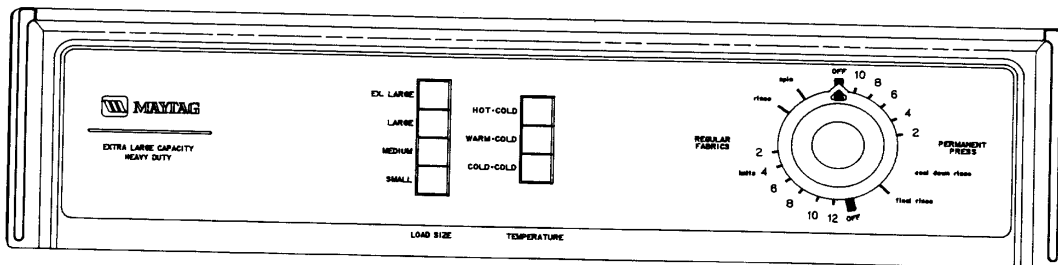 MAYTAG
EXTRA LARGE CAPACITY
HEAVY DUTY
EX. LARGE
LARGE
MEDIUM
SMALL
LOAD SIZE
HOT-COLD
WARM-COLD
COLD-COLD
TEMPERATURE
REGULAR
FABRICS
rinse
spin
OFF
10
8
6
4
2
PERMANENT
PRESS
cool down rinse
final rinse
OFF
12
10
8
6
knits 4
2